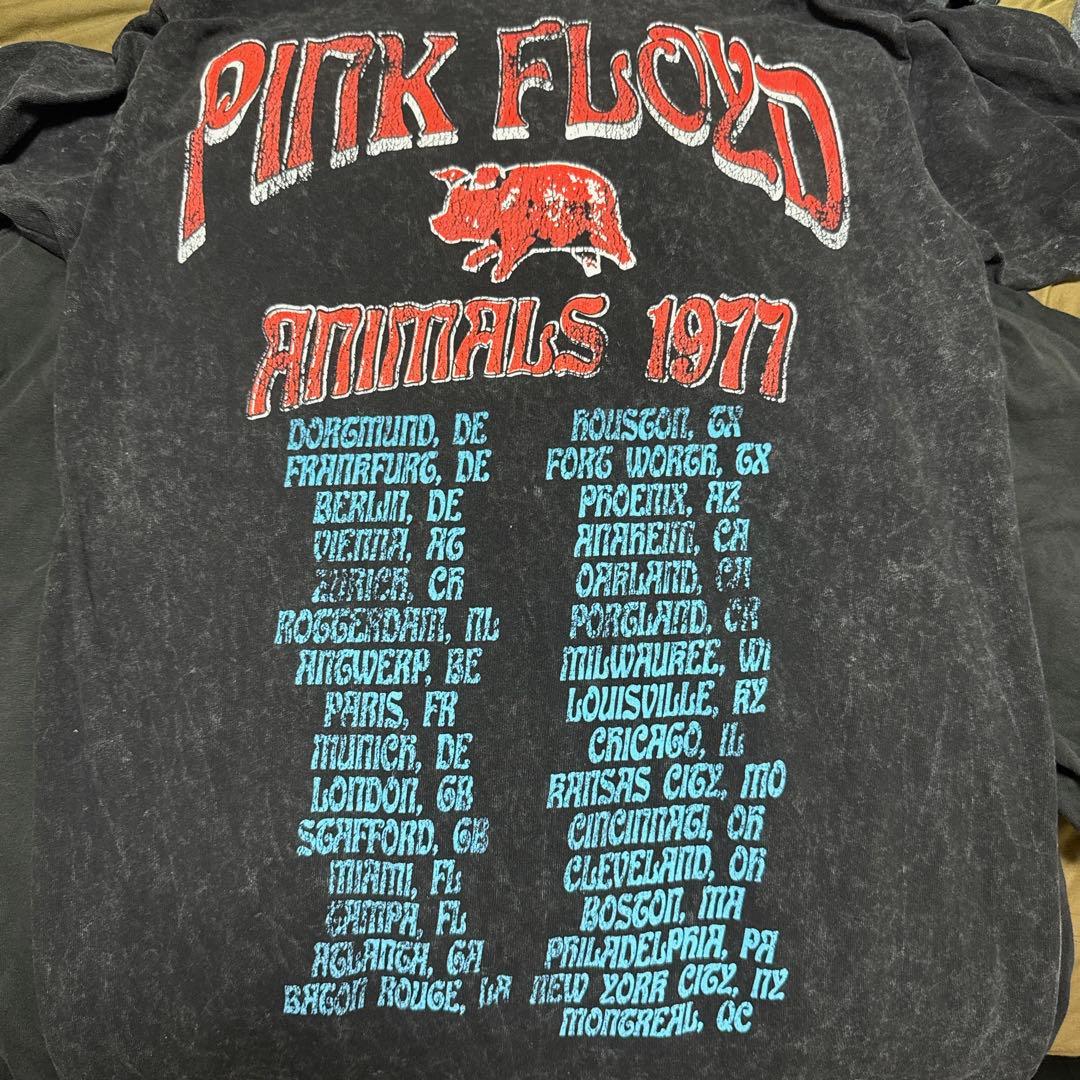 PINK FLOYD
ANIMALS 1977
DORTMUND, DE
FRANKFURT, DE
BERLIN, DE
VIENNA, AT
ZURICH, CH
ROTTERDAM, NL
ANTWERP, BE
PARIS, FR
MUNICH, DE
LONDON, GB
STAFFORD, GB
MIAMI, FL
TAMPA, FL
ATLANTA, GA
BATON ROUGE, LA
HOUSTON, TX
FORT WORTH, TX
PHOENIX, AZ
ANAHEIM, CA
OAKLAND, CA
PORTLAND, OR
MILWAUKEE, WI
LOUISVILLE, KY
CHICAGO, IL
KANSAS CITY, MO
CINCINNATI, OH
CLEVELAND, OH
BOSTON, MA
PHILADELPHIA, PA
NEW YORK CITY, NY
MONTREAL, QC